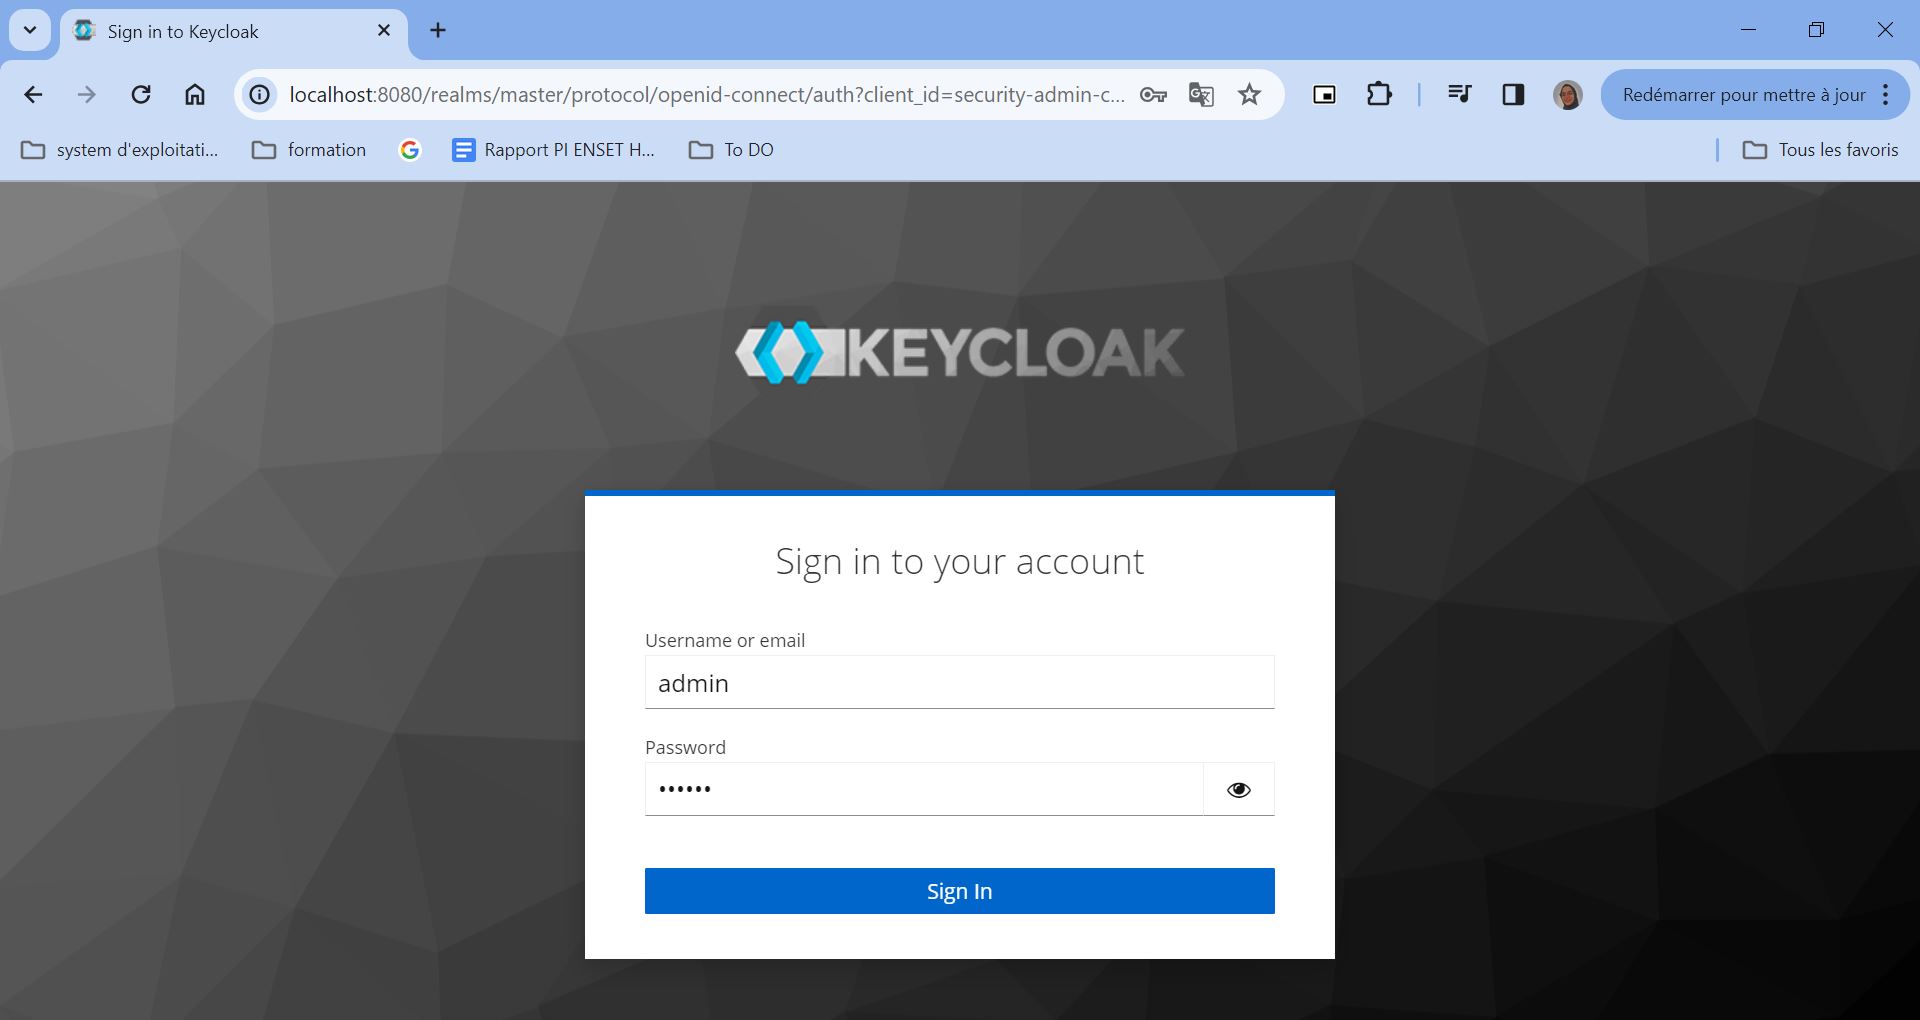 Sign in to Keycloak
localhost:8080/realms/master/protocol/openid-connect/auth?client_id=security-admin-c...
Redémarrer pour mettre à jour
system d'exploitati...
formation
Rapport PI ENSET H...
To DO
Tous les favoris
KEYCLOAK
Sign in to your account
Username or email
admin
Password
••••••
Sign In